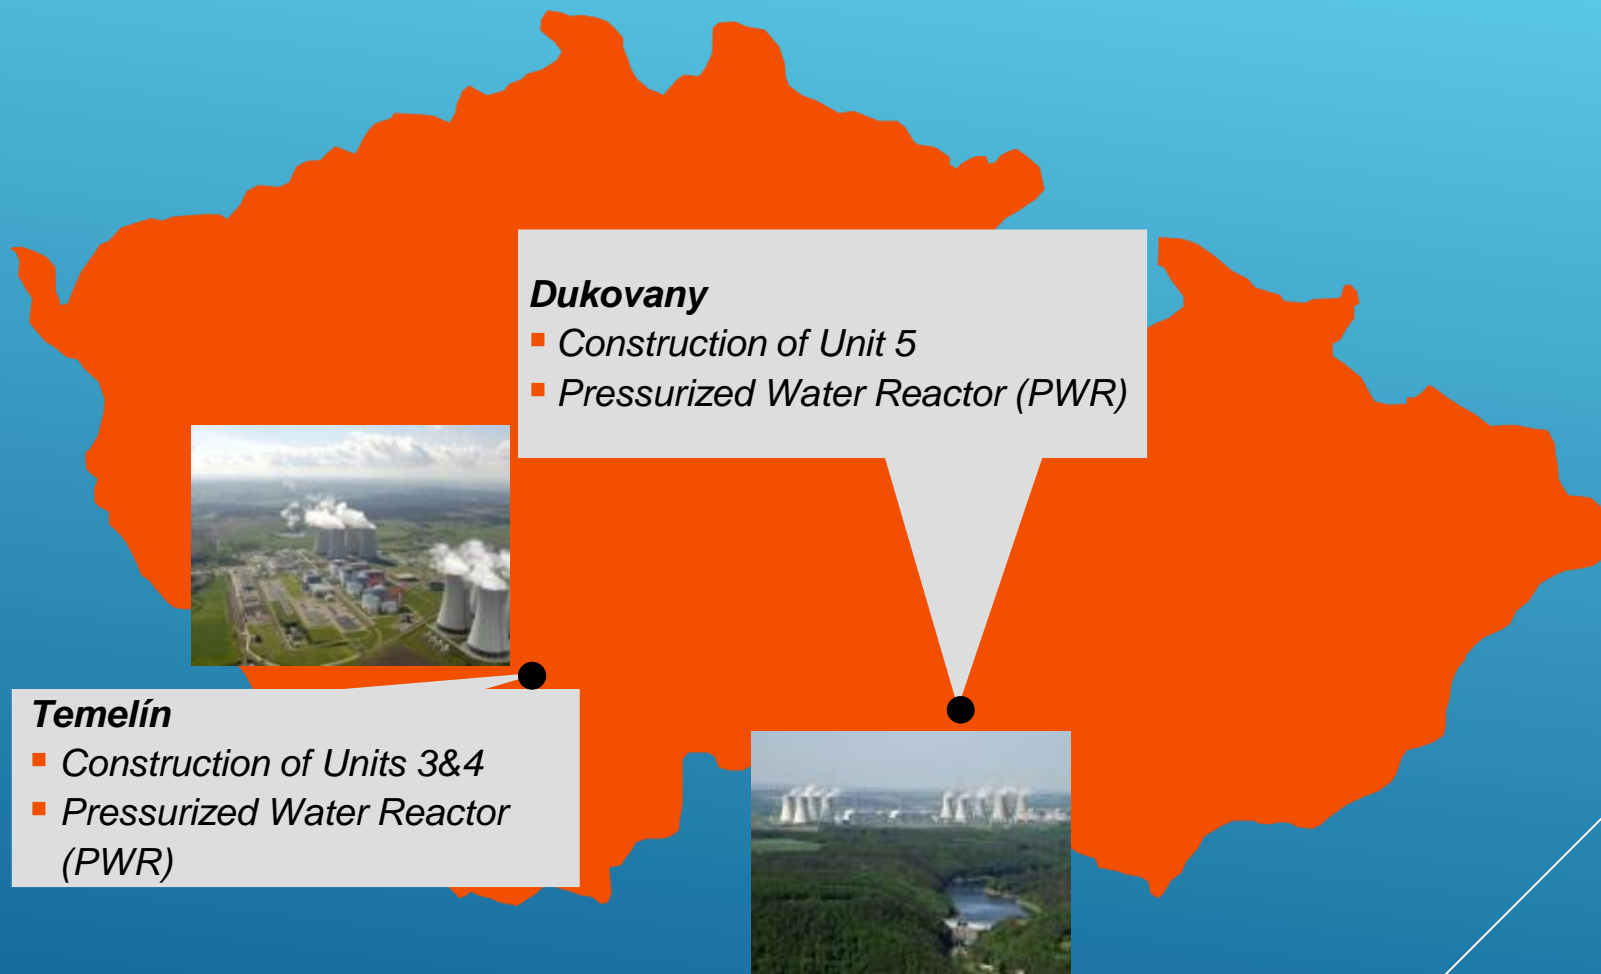 Dukovany
▪ Construction of Unit 5
▪ Pressurized Water Reactor (PWR)
Temelín
▪ Construction of Units 3&4
▪ Pressurized Water Reactor
(PWR)